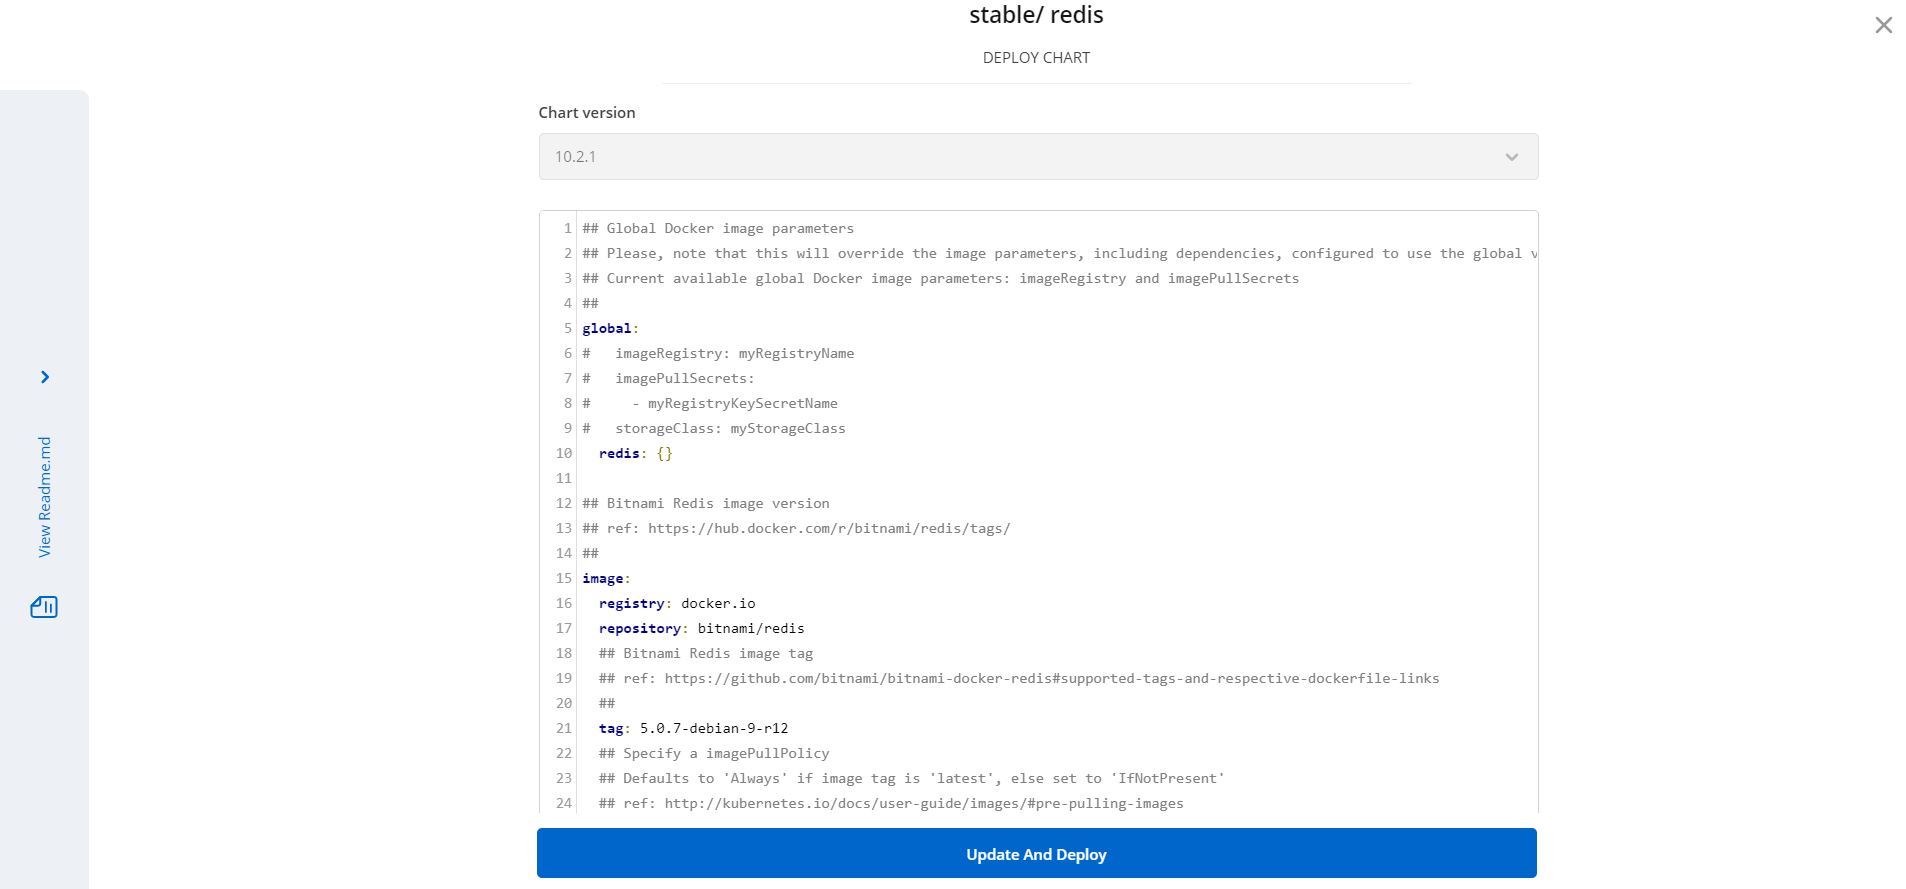 stable/ redis
DEPLOY CHART
Chart version
10.2.1
1 ## Global Docker image parameters
2 ## Please, note that this will override the image parameters, including dependencies, configured to use the global v
3 ## Current available global Docker image parameters: imageRegistry and imagePullSecrets
4 ##
5 global:
6 #   imageRegistry: myRegistryName
7 #   imagePullSecrets:
8 #     - myRegistryKeySecretName
9 #   storageClass: myStorageClass
10   redis: {}
11
12 ## Bitnami Redis image version
13 ## ref: https://hub.docker.com/r/bitnami/redis/tags/
14 ##
15 image:
16   registry: docker.io
17   repository: bitnami/redis
18   ## Bitnami Redis image tag
19   ## ref: https://github.com/bitnami/bitnami-docker-redis#supported-tags-and-respective-dockerfile-links
20   ##
21   tag: 5.0.7-debian-9-r12
22   ## Specify a imagePullPolicy
23   ## Defaults to 'Always' if image tag is 'latest', else set to 'IfNotPresent'
24   ## ref: http://kubernetes.io/docs/user-guide/images/#pre-pulling-images
View Readme.md
Update And Deploy